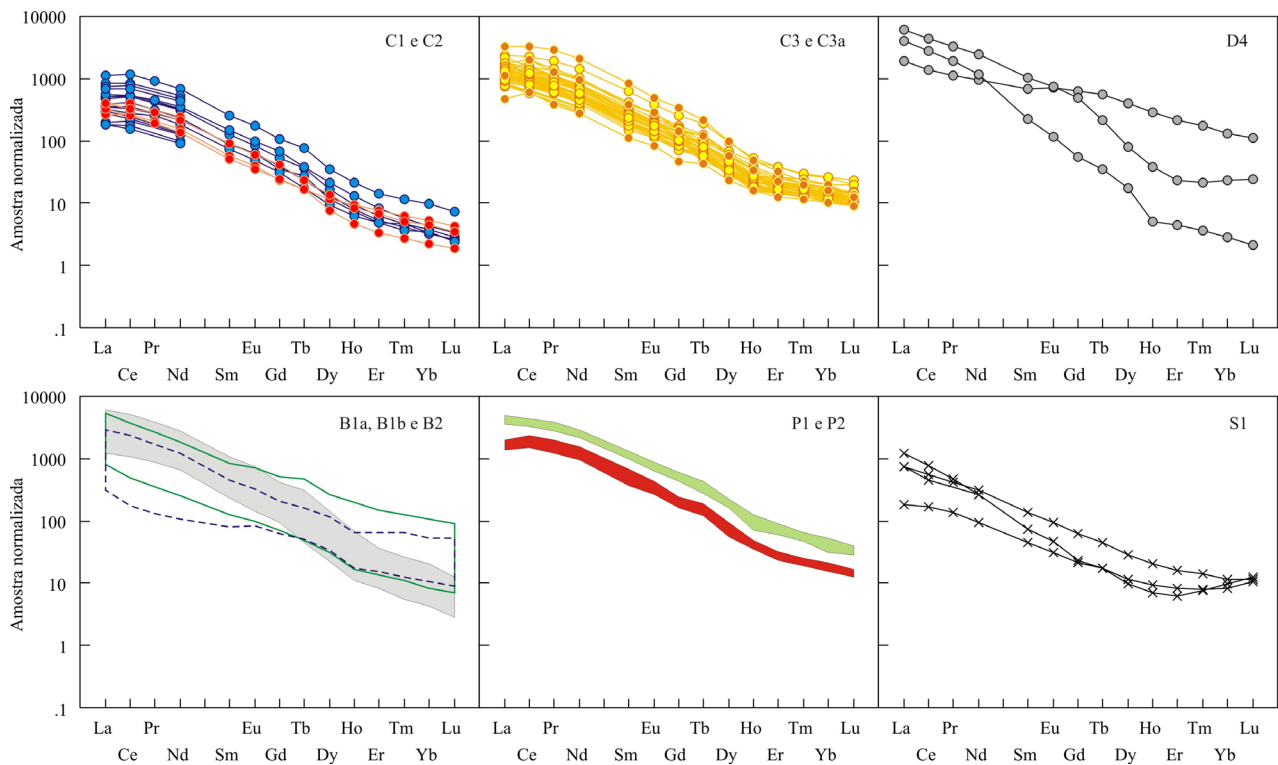 10000
1000
100
10
1
.1
Amostra normalizada
C1 e C2
C3 e C3a
D4
La Pr Eu Tb Ho Tm Lu
Ce Nd Sm Gd Dy Er Yb
La Pr Eu Tb Ho Tm Lu
Ce Nd Sm Gd Dy Er Yb
La Pr Eu Tb Ho Tm Lu
Ce Nd Sm Gd Dy Er Yb
10000
1000
100
10
1
.1
Amostra normalizada
B1a, B1b e B2
P1 e P2
S1
La Pr Eu Tb Ho Tm Lu
Ce Nd Sm Gd Dy Er Yb
La Pr Eu Tb Ho Tm Lu
Ce Nd Sm Gd Dy Er Yb
La Pr Eu Tb Ho Tm Lu
Ce Nd Sm Gd Dy Er Yb